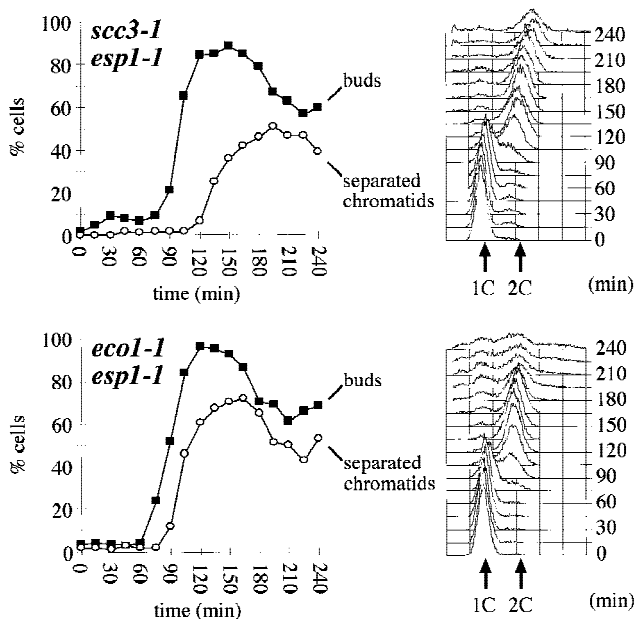 scc3-1
esp1-1
% cells
100
80
60
40
20
0
buds
separated
chromatids
0
30
60
90
120
150
180
210
240
time (min)
240
210
180
150
120
90
60
30
0
1C
2C
(min)
eco1-1
esp1-1
% cells
100
80
60
40
20
0
buds
separated
chromatids
0
30
60
90
120
150
180
210
240
time (min)
240
210
180
150
120
90
60
30
0
1C
2C
(min)